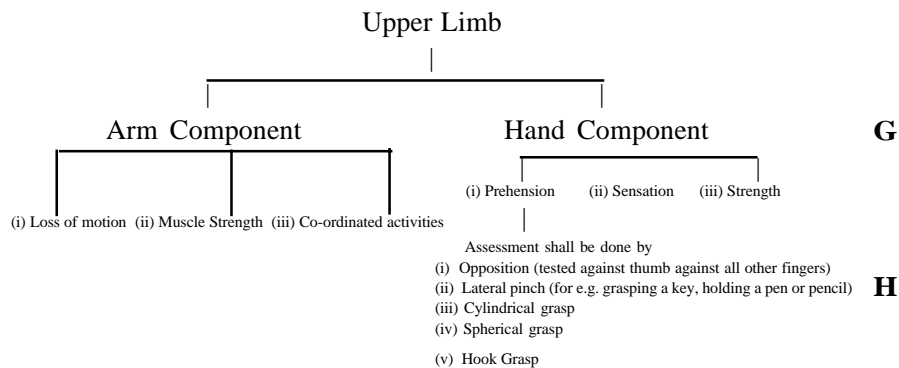 Upper Limb
Arm Component Hand Component G
(i) Prehension (ii) Sensation (iii) Strength
(i) Loss of motion (ii) Muscle Strength (iii) Co-ordinated activities
Assessment shall be done by
(i) Opposition (tested against thumb against all other fingers)
(ii) Lateral pinch (for e.g. grasping a key, holding a pen or pencil) H
(iii) Cylindrical grasp
(iv) Spherical grasp
(v) Hook Grasp